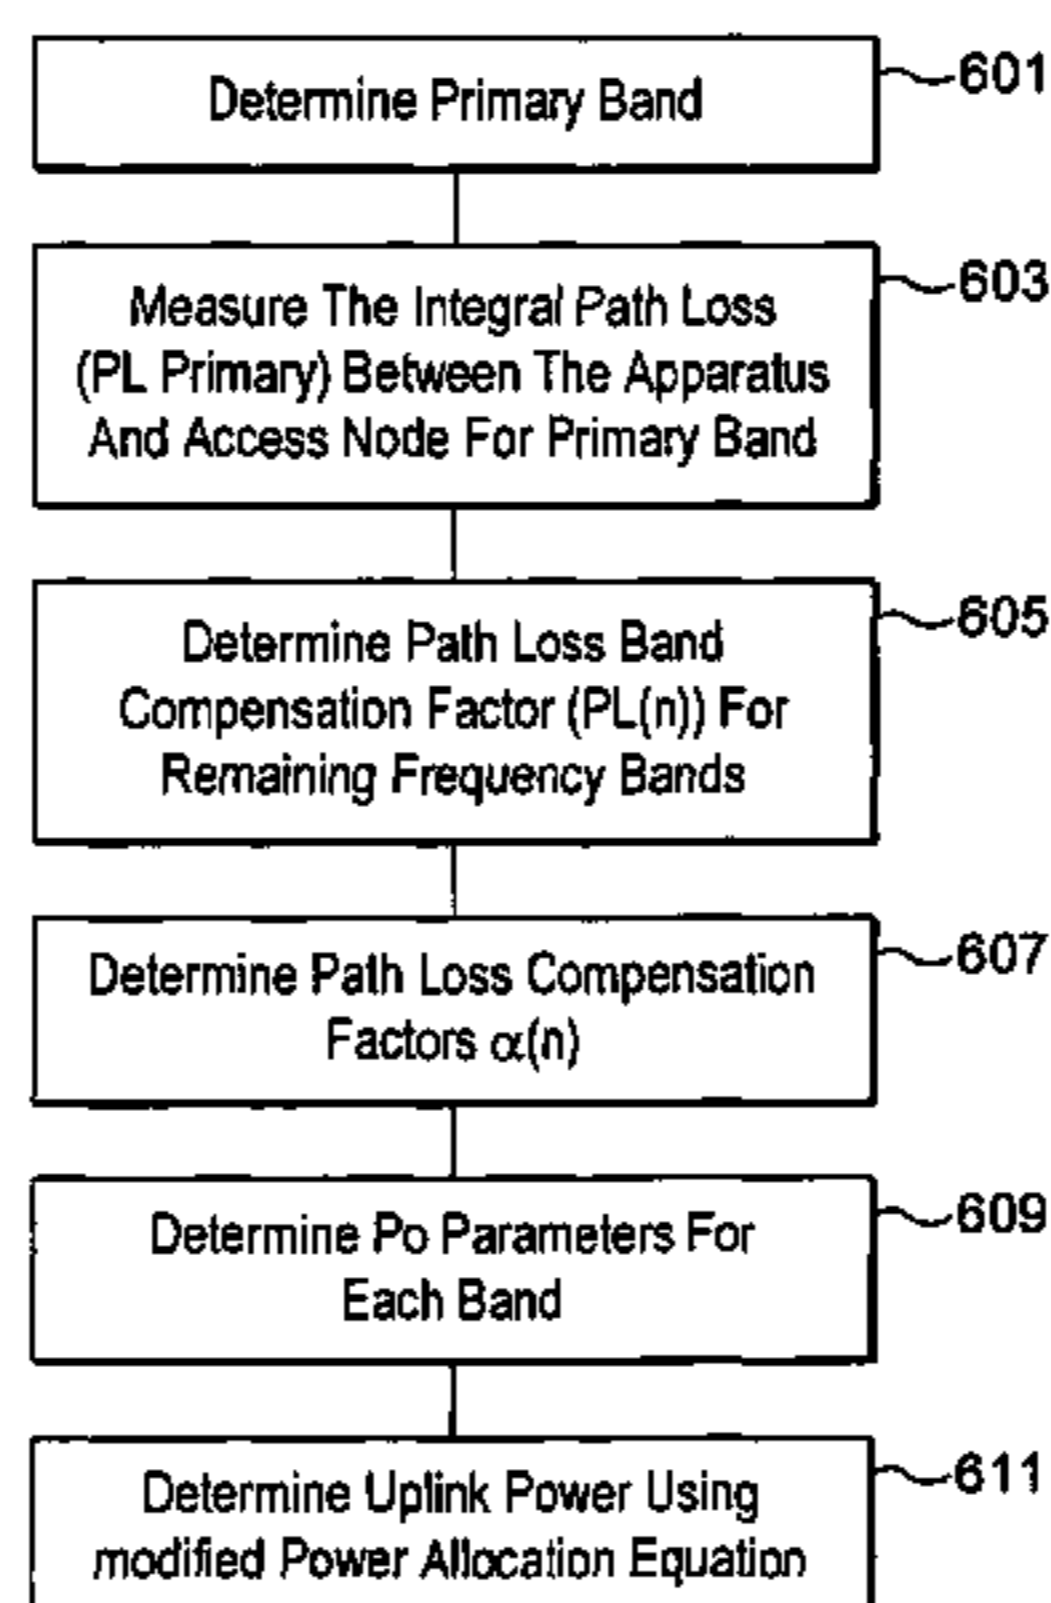 Determine Primary Band
601
Measure The Integral Path Loss
(PL Primary) Between The Apparatus
And Access Node For Primary Band
603
Determine Path Loss Band
Compensation Factor (PL(n)) For
Remaining Frequency Bands
605
Determine Path Loss Compensation
Factors α(n)
607
Determine Po Parameters For
Each Band
609
Determine Uplink Power Using
modified Power Allocation Equation
611